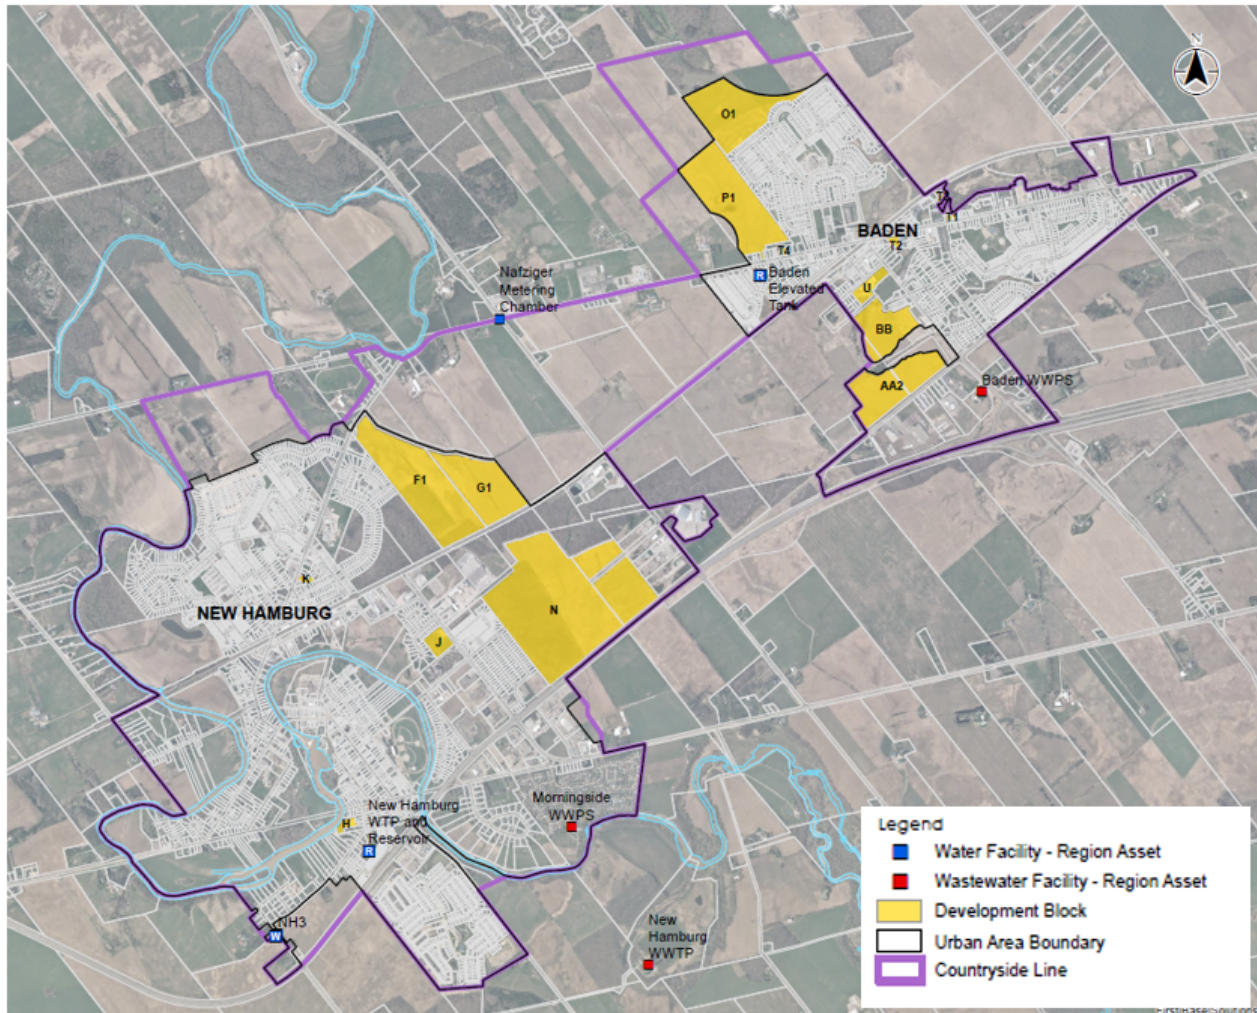 N
O1
P1
BADEN
T1
T2
T4
R
Baden
Elevated
Tank
Nafziger
Metering
Chamber
U
BB
AA2
Baden WWPS
F1
G1
K
NEW HAMBURG
N
J
H
New Hamburg
WTP and
Reservoir
R
Morningside
WWPS
NH3
W
New
Hamburg
WWTP
Legend
Water Facility - Region Asset
Wastewater Facility - Region Asset
Development Block
Urban Area Boundary
Countryside Line